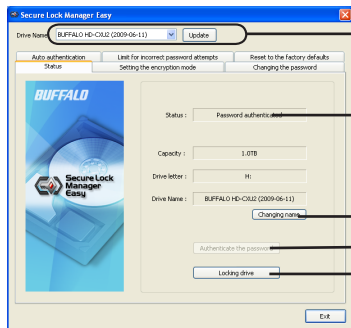 Secure Lock Manager Easy
Drive Name BUFFALO HD-CXU2 (2009-06-11) Update
Auto authentication Limit for incorrect password attempts Reset to the factory defaults
Status Setting the encryption mode Changing the password
BUFFALO
Status : Password authenticated
Capacity : 1.0TB
Secure Lock
Manager
Easy
Drive letter : H:
Drive Name : BUFFALO HD-CXU2 (2009-06-11)
Changing name
Authenticate the password
Locking drive
Exit